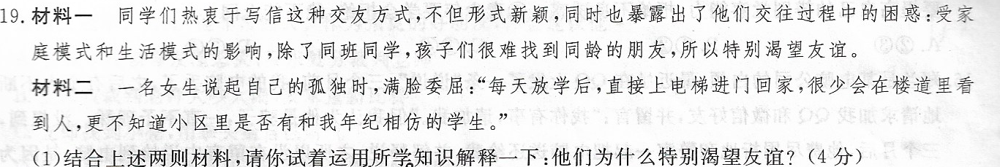 19. 材料一 同学们热衷于写信这种交友方式,不但形式新颖,同时也暴露出了他们交往过程中的困惑:受家
庭模式和生活模式的影响,除了同班同学,孩子们很难找到同龄的朋友,所以特别渴望友谊。
材料二 一名女生说起自己的孤独时,满脸委屈:“每天放学后,直接上电梯进门回家,很少会在楼道里看
到人,更不知道小区里是否有和我年纪相仿的学生。”
(1)结合上述两则材料,请你试着运用所学知识解释一下:他们为什么特别渴望友谊?(4分)